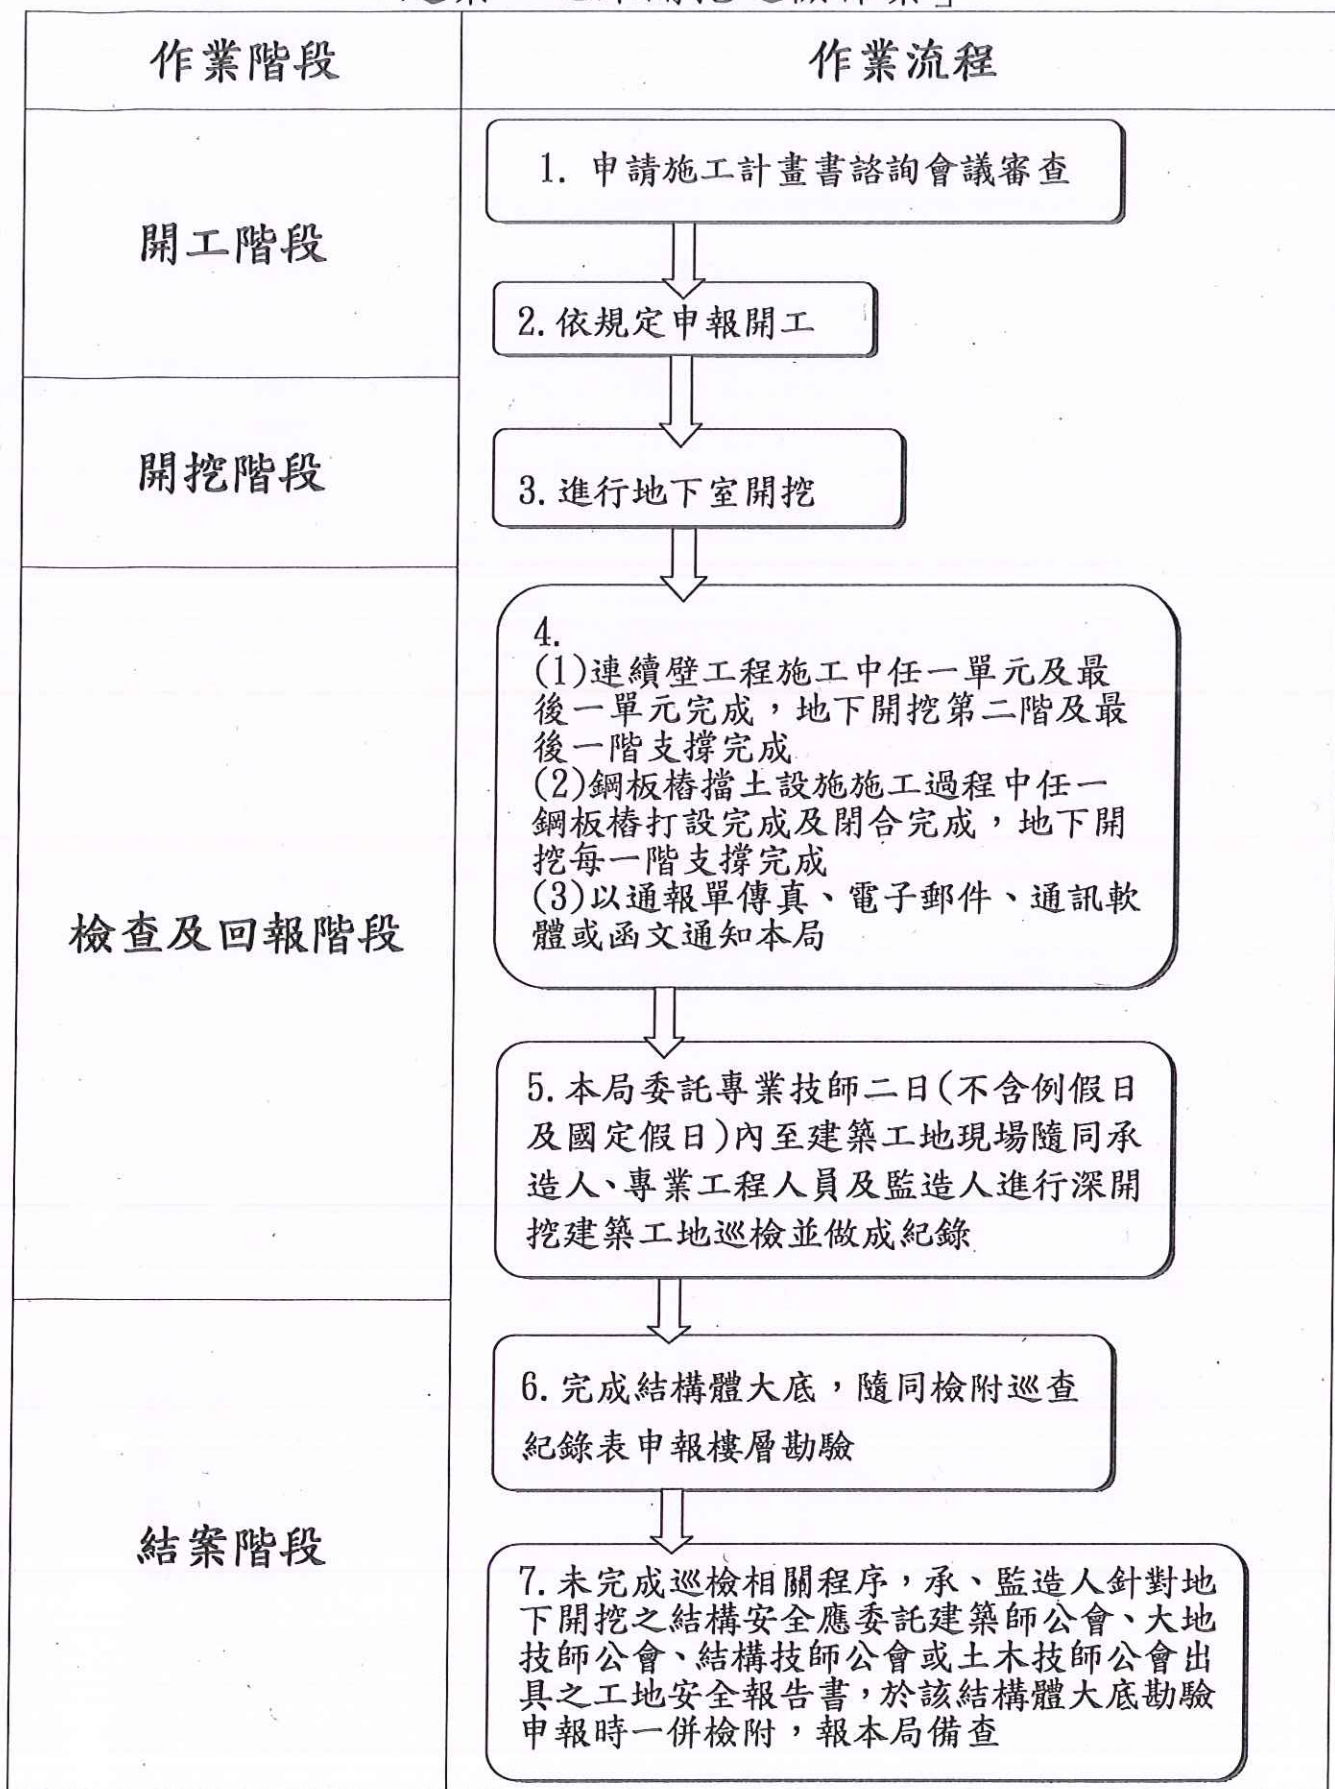 作業階段
作業流程
開工階段
1. 申請施工計畫書諮詢會議審查
2.依規定申報開工
開挖階段
3.進行地下室開挖
檢查及回報階段
4.
(1)連續壁工程施工中任一單元及最
後一單元完成，地下開挖第二階及最
後一階支撐完成
(2)鋼板樁擋土設施施工過程中任一
鋼板樁打設完成及閉合完成，地下開
挖每一階支撐完成
(3)以通報單傳真、電子郵件、通訊軟
體或函文通知本局
5.本局委託專業技師二日(不含例假日
及國定假日)內至建築工地現場隨同承
造人、專業工程人員及監造人進行深開
挖建築工地巡檢並做成紀錄
結案階段
6.完成結構體大底，隨同檢附巡查
紀錄表申報樓層勘驗
7.未完成巡檢相關程序，承、監造人針對地
下開挖之結構安全應委託建築師公會、大地
技師公會、結構技師公會或土木技師公會出
具之工地安全報告書，於該結構體大底勘驗
申報時一併檢附，報本局備查